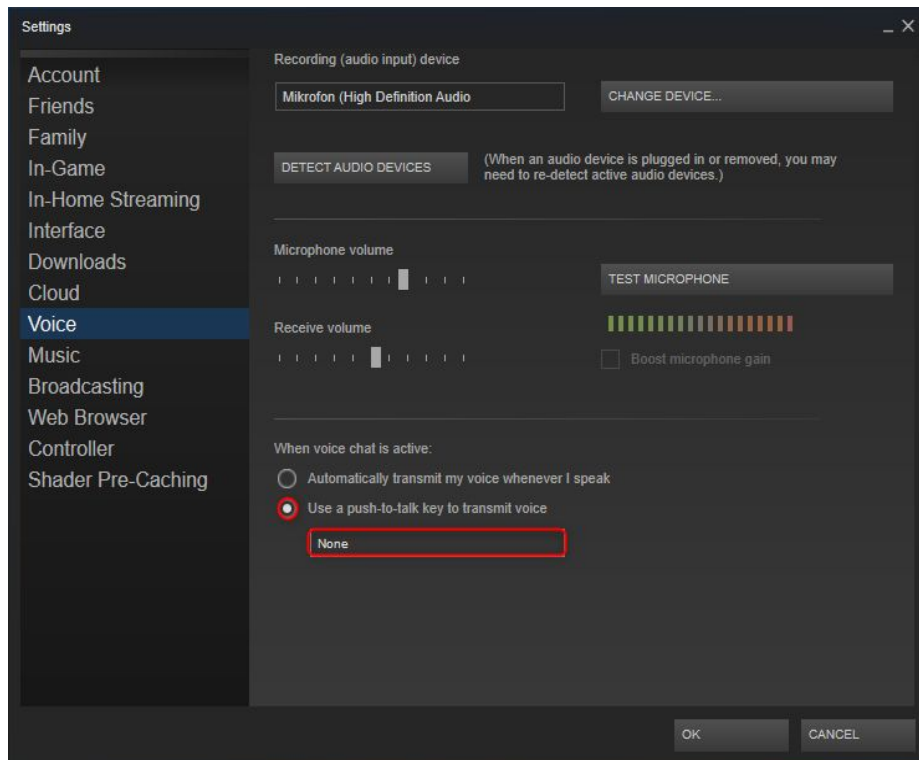 Settings
Account
Friends
Family
In-Game
In-Home Streaming
Interface
Downloads
Cloud
Voice
Music
Broadcasting
Web Browser
Controller
Shader Pre-Caching
Recording (audio input) device
Mikrofon (High Definition Audio
CHANGE DEVICE...
DETECT AUDIO DEVICES
(When an audio device is plugged in or removed, you may
need to re-detect active audio devices.)
Microphone volume
TEST MICROPHONE
Receive volume
Boost microphone gain
When voice chat is active:
Automatically transmit my voice whenever I speak
Use a push-to-talk key to transmit voice
None
OK
CANCEL